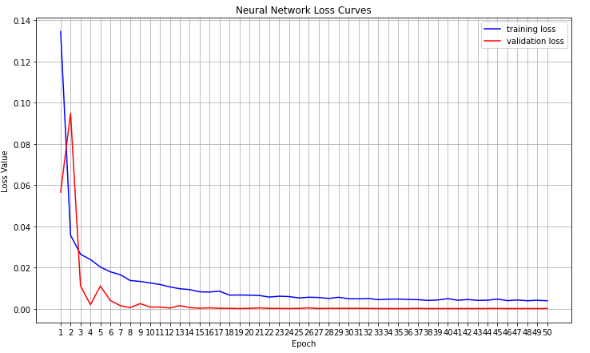 Neural Network Loss Curves
training loss
validation loss
Loss Value
0.14
0.12
0.10
0.08
0.06
0.04
0.02
0.00
1 2 3 4 5 6 7 8 9 10 11 12 13 14 15 16 17 18 19 20 21 22 23 24 25 26 27 28 29 30 31 32 33 34 35 36 37 38 39 40 41 42 43 44 45 46 47 48 49 50
Epoch